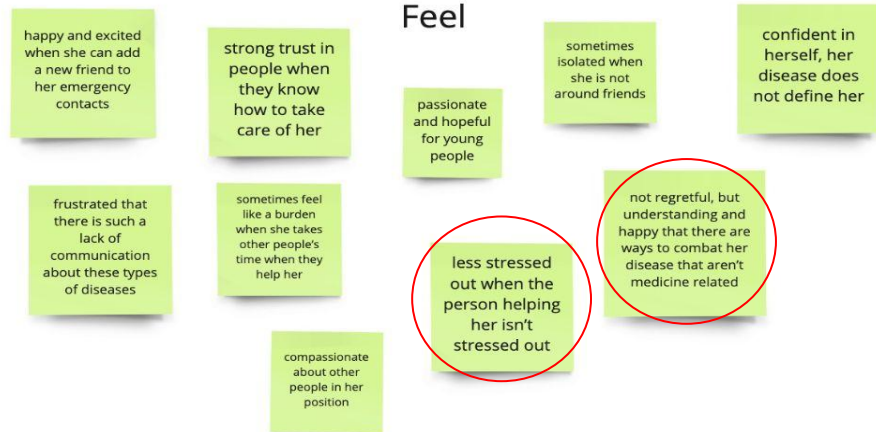 Feel
happy and excited
when she can add
a new friend to
her emergency
contacts
strong trust in
people when
they know
how to take
care of her
passionate
and hopeful
for young
people
sometimes
isolated when
she is not
around friends
confident in
herself, her
disease does
not define her
frustrated that
there is such a
lack of
communication
about these types
of diseases
sometimes feel
like a burden
when she takes
other people's
time when they
help her
less stressed
out when the
person helping
her isn't
stressed out
not regretful, but
understanding and
happy that there are
ways to combat her
disease that aren't
medicine related
compassionate
about other
people in her
position